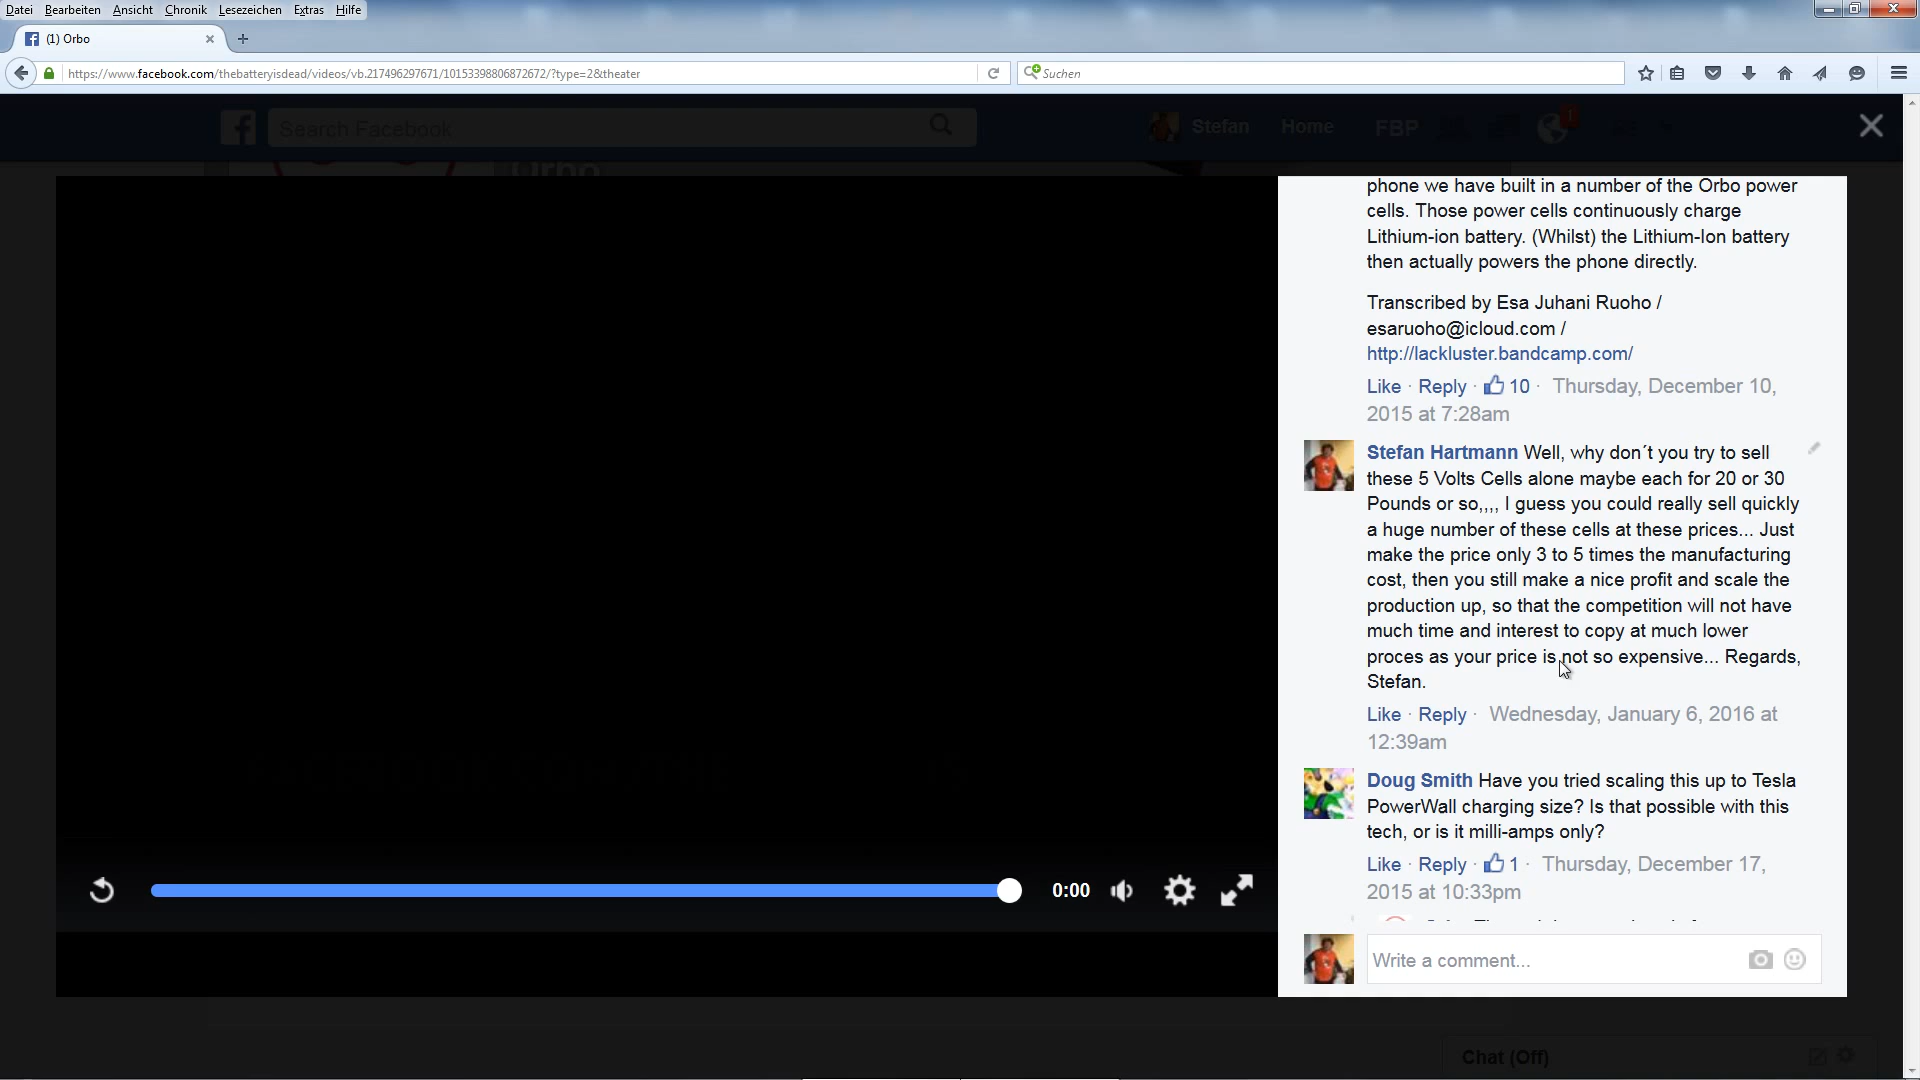 Datei Bearbeiten Ansicht Chronik Lesezeichen Extras Hilfe
(1) Orbo
https://www.facebook.com/thebatteryisdead/videos/vb.217496297671/10153398806872672/?type=2&theater
Suchen
Search Facebook
Stefan Home FBP 1
Orbo
phone we have built in a number of the Orbo power
cells. Those power cells continuously charge
Lithium-ion battery. (Whilst) the Lithium-Ion battery
then actually powers the phone directly.
Transcribed by Esa Juhani Ruoho /
esaruoho@icloud.com /
http://lackluster.bandcamp.com/
Like · Reply · 10 · Thursday, December 10,
2015 at 7:28am
Stefan Hartmann Well, why don´t you try to sell
these 5 Volts Cells alone maybe each for 20 or 30
Pounds or so,,,, I guess you could really sell quickly
a huge number of these cells at these prices... Just
make the price only 3 to 5 times the manufacturing
cost, then you still make a nice profit and scale the
production up, so that the competition will not have
much time and interest to copy at much lower
proces as your price is not so expensive... Regards,
Stefan.
Like · Reply · Wednesday, January 6, 2016 at
12:39am
Doug Smith Have you tried scaling this up to Tesla
PowerWall charging size? Is that possible with this
tech, or is it milli-amps only?
Like · Reply · 1 · Thursday, December 17,
2015 at 10:33pm
0:00
Write a comment...
Chat (Off)